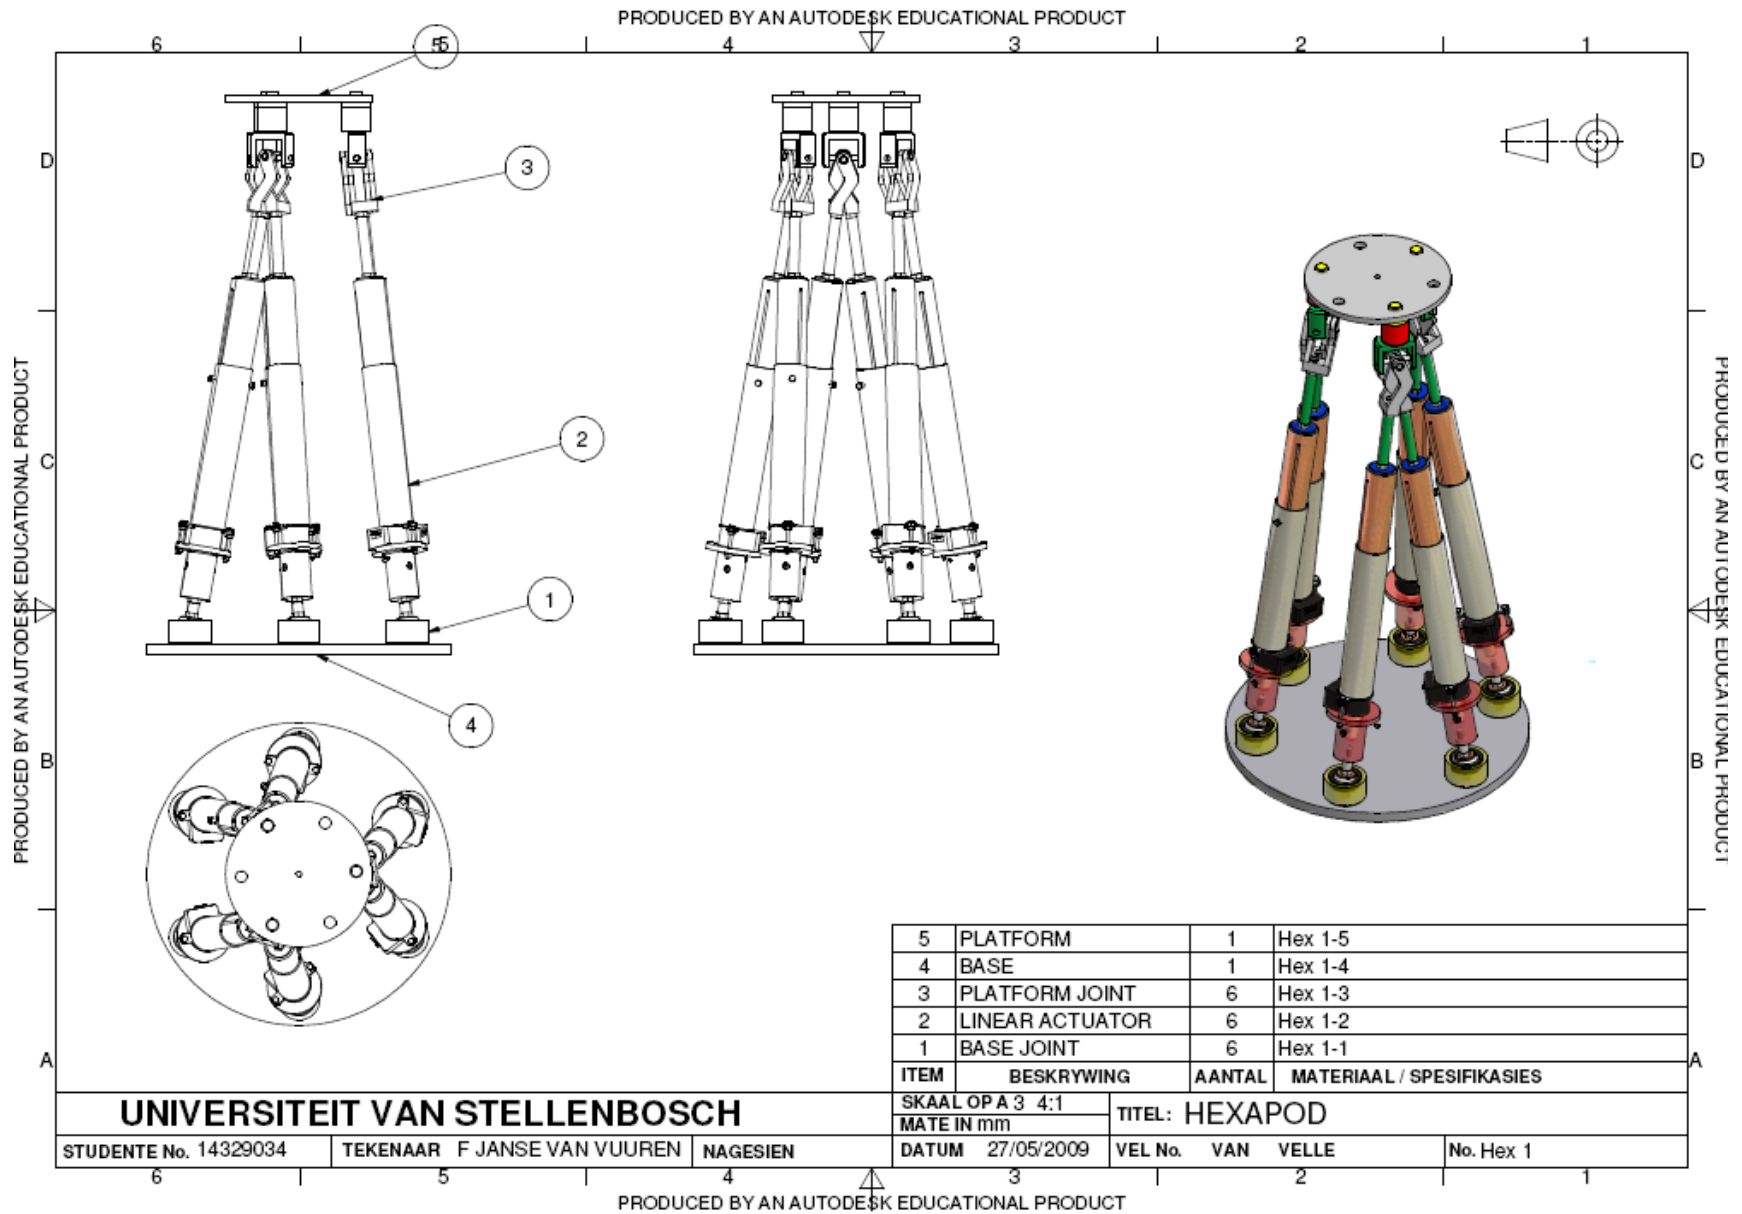 PRODUCED BY AN AUTODESK EDUCATIONAL PRODUCT
6 5 4 3 2 1
5
3
2
1
4
D D
C C
B B
A A
PRODUCED BY AN AUTODESK EDUCATIONAL PRODUCT
PRODUCED BY AN AUTODESK EDUCATIONAL PRODUCT
5 PLATFORM 1 Hex 1-5
4 BASE 1 Hex 1-4
3 PLATFORM JOINT 6 Hex 1-3
2 LINEAR ACTUATOR 6 Hex 1-2
1 BASE JOINT 6 Hex 1-1
ITEM BESKRYWING AANTAL MATERIAAL / SPESIFIKASIES
UNIVERSITEIT VAN STELLENBOSCH
SKAAL OP A 3 4:1
MATE IN mm
TITEL: HEXAPOD
STUDENTE No. 14329034 TEKENAAR F JANSE VAN VUUREN NAGESIEN DATUM 27/05/2009 VEL No. VAN VELLE No. Hex 1
6 5 4 3 2 1
PRODUCED BY AN AUTODESK EDUCATIONAL PRODUCT